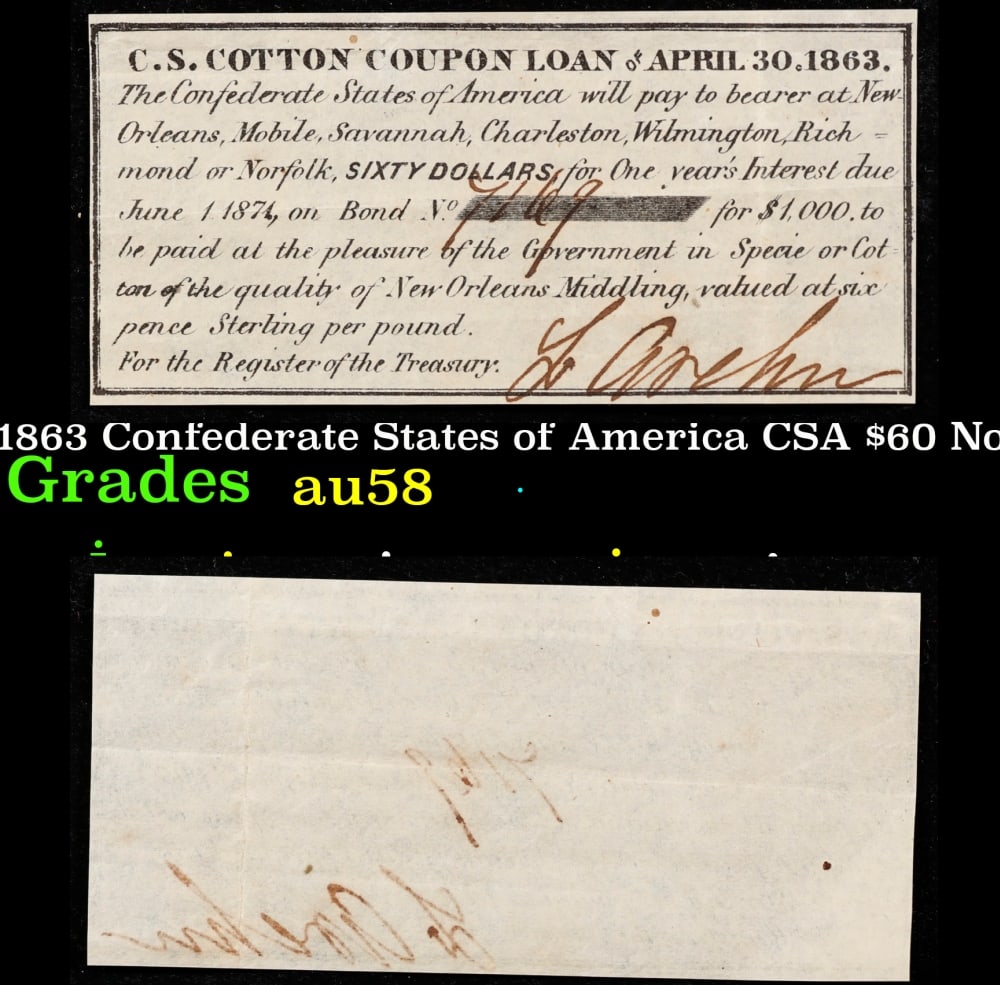 C.S. COTTON COUPON LOAN of APRIL 30.1863.
The Confederate States of America will pay to bearer at New-
Orleans, Mobile, Savannah, Charleston, Wilmington, Rich =
mond or Norfolk, SIXTY DOLLARS, for One year's Interest due
June 1.1874, on Bond No. 7169 for $1,000. to
be paid at the pleasure of the Government in Specie or Cot-
ton of the quality of New Orleans Middling, valued at six
pence Sterling per pound.
For the Register of the Treasury.
1863 Confederate States of America CSA $60 No
Grades au58